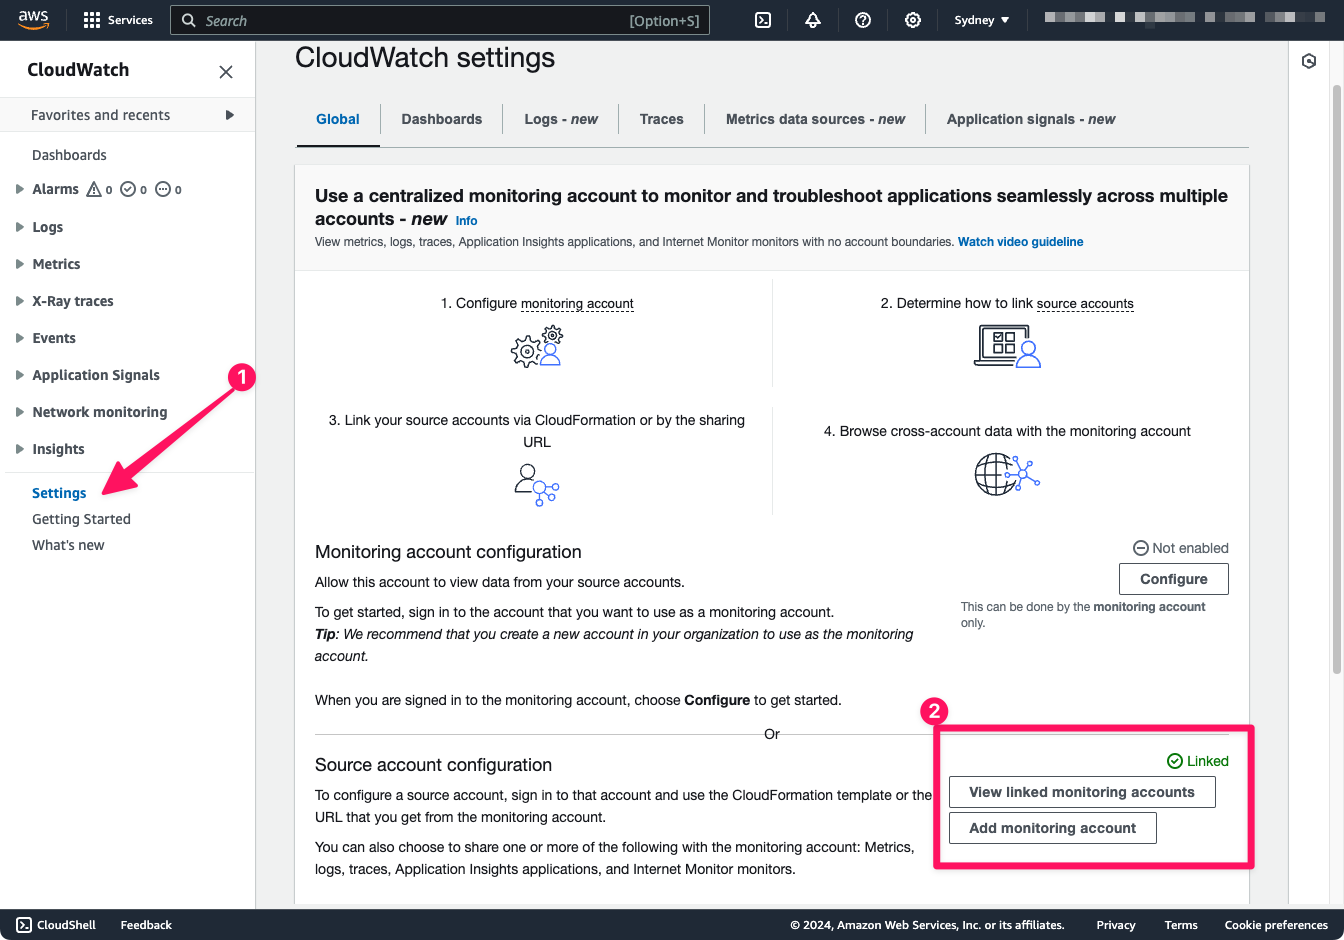 aws
Services
Search
[Option+S]
Sydney
CloudWatch
Favorites and recents
Dashboards
Alarms 0 0 0
Logs
Metrics
X-Ray traces
Events
Application Signals
Network monitoring
Insights
Settings
Getting Started
What's new
1
CloudWatch settings
Global
Dashboards
Logs - new
Traces
Metrics data sources - new
Application signals - new
Use a centralized monitoring account to monitor and troubleshoot applications seamlessly across multiple
accounts - new Info
View metrics, logs, traces, Application Insights applications, and Internet Monitor monitors with no account boundaries. Watch video guideline
1. Configure monitoring account
2. Determine how to link source accounts
3. Link your source accounts via CloudFormation or by the sharing
URL
4. Browse cross-account data with the monitoring account
Monitoring account configuration
Allow this account to view data from your source accounts.
To get started, sign in to the account that you want to use as a monitoring account.
Tip: We recommend that you create a new account in your organization to use as the monitoring
account.
When you are signed in to the monitoring account, choose Configure to get started.
Not enabled
Configure
This can be done by the monitoring account
only.
Or
2
Source account configuration
To configure a source account, sign in to that account and use the CloudFormation template or the
URL that you get from the monitoring account.
You can also choose to share one or more of the following with the monitoring account: Metrics,
logs, traces, Application Insights applications, and Internet Monitor monitors.
Linked
View linked monitoring accounts
Add monitoring account
CloudShell
Feedback
© 2024, Amazon Web Services, Inc. or its affiliates.
Privacy
Terms
Cookie preferences